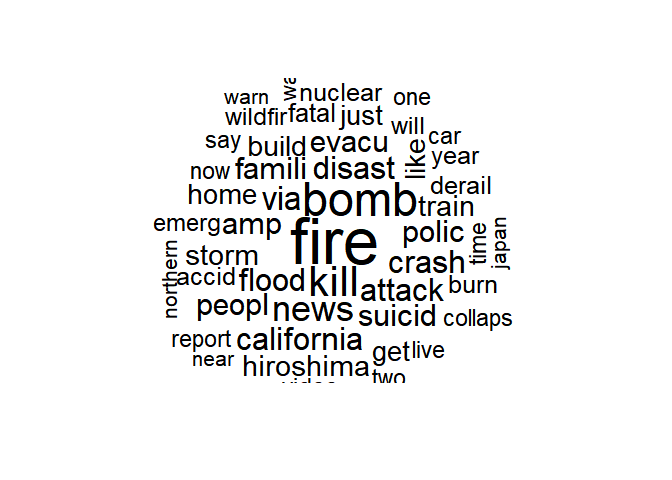 warn
we
nuclear
one
wildfir
fatal
just
will
say
build
evacu
like
car
year
now
famili
disast
derail
home
via
bomb
train
emerg
amp
fire
polic
time
japan
northern
storm
crash
accid
flood
kill
attack
burn
peopl
news
suicid
collaps
report
california
near
hiroshima
get
live
video
two